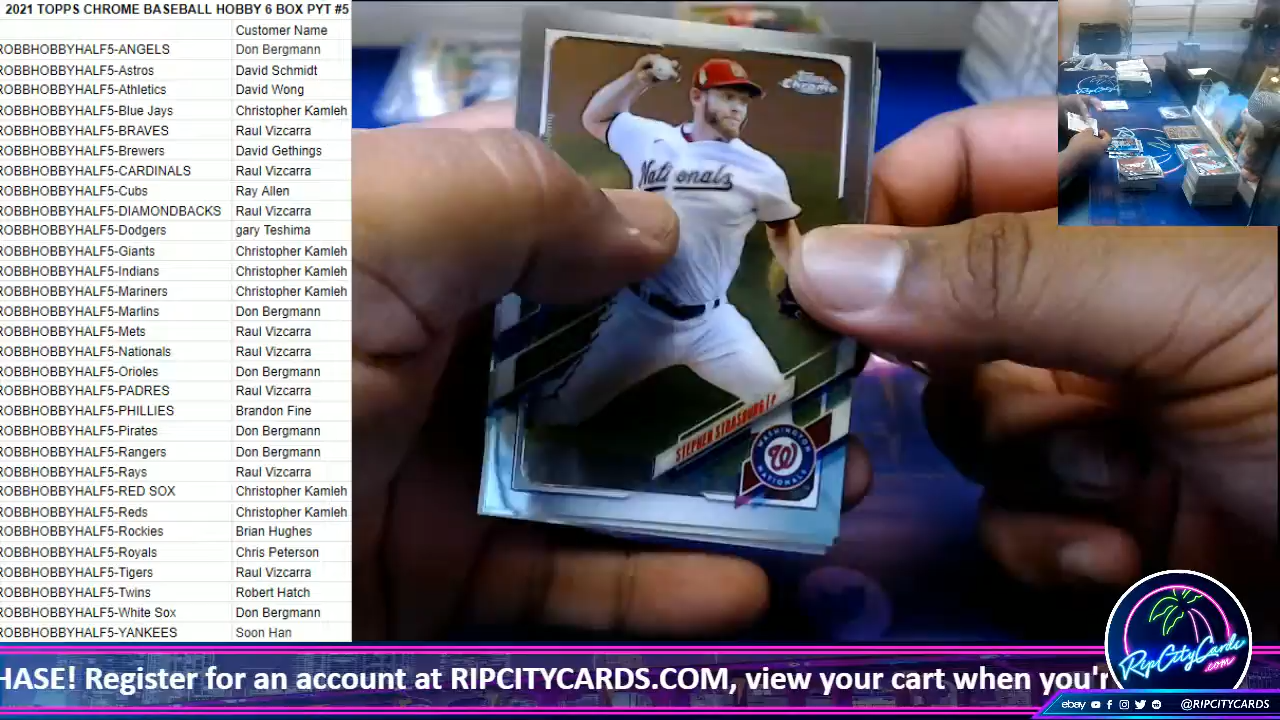 2021 TOPPS CHROME BASEBALL HOBBY 6 BOX PYT #5
Customer Name
ROBBHOBBYHALF5-ANGELS Don Bergmann
ROBBHOBBYHALF5-Astros David Schmidt
ROBBHOBBYHALF5-Athletics David Wong
ROBBHOBBYHALF5-Blue Jays Christopher Kamleh
ROBBHOBBYHALF5-BRAVES Raul Vizcarra
ROBBHOBBYHALF5-Brewers David Gethings
ROBBHOBBYHALF5-CARDINALS Raul Vizcarra
ROBBHOBBYHALF5-Cubs Ray Allen
ROBBHOBBYHALF5-DIAMONDBACKS Raul Vizcarra
ROBBHOBBYHALF5-Dodgers gary Teshima
ROBBHOBBYHALF5-Giants Christopher Kamleh
ROBBHOBBYHALF5-Indians Christopher Kamleh
ROBBHOBBYHALF5-Mariners Christopher Kamleh
ROBBHOBBYHALF5-Marlins Don Bergmann
ROBBHOBBYHALF5-Mets Raul Vizcarra
ROBBHOBBYHALF5-Nationals Raul Vizcarra
ROBBHOBBYHALF5-Orioles Don Bergmann
ROBBHOBBYHALF5-PADRES Raul Vizcarra
ROBBHOBBYHALF5-PHILLIES Brandon Fine
ROBBHOBBYHALF5-Pirates Don Bergmann
ROBBHOBBYHALF5-Rangers Don Bergmann
ROBBHOBBYHALF5-Rays Raul Vizcarra
ROBBHOBBYHALF5-RED SOX Christopher Kamleh
ROBBHOBBYHALF5-Reds Christopher Kamleh
ROBBHOBBYHALF5-Rockies Brian Hughes
ROBBHOBBYHALF5-Royals Chris Peterson
ROBBHOBBYHALF5-Tigers Raul Vizcarra
ROBBHOBBYHALF5-Twins Robert Hatch
ROBBHOBBYHALF5-White Sox Don Bergmann
ROBBHOBBYHALF5-YANKEES Soon Han
CHROME
Nationals
STEPHEN STRASBURG | P
WASHINGTON
W
NATIONALS
HASE! Register for an account at RIPCITYCARDS.COM, view your cart when you'r
RipCityCards
.com
ebay @RIPCITYCARDS